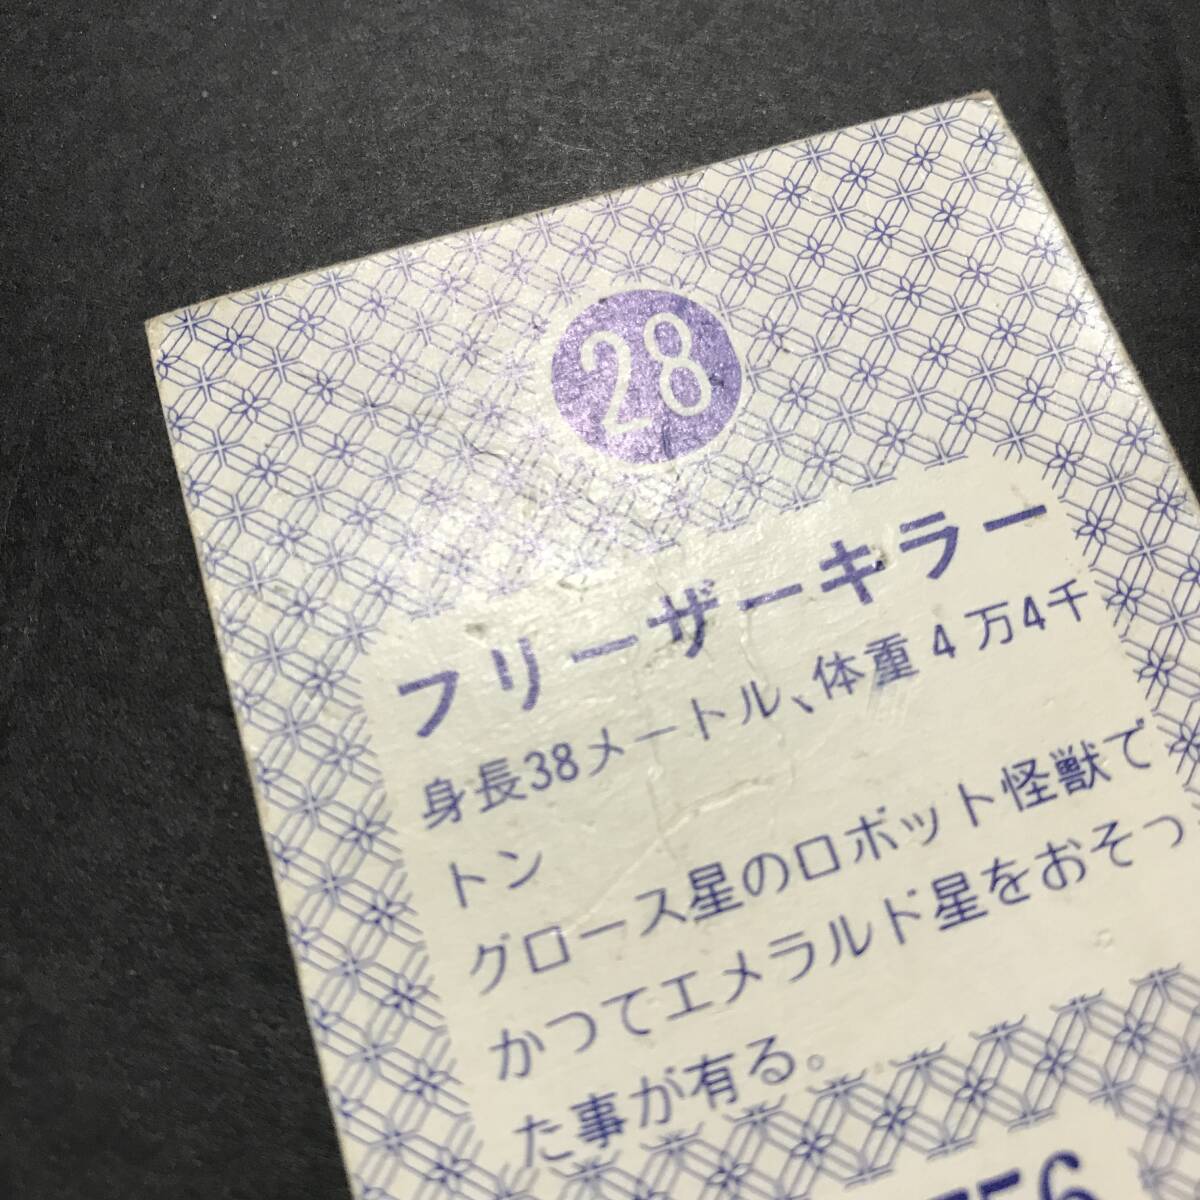 28
フリーザーキラー
身長38メートル、体重4万4千
トン
グロース星のロボット怪獣で
かつてエメラルド星をおそっ
た事が有る。
756